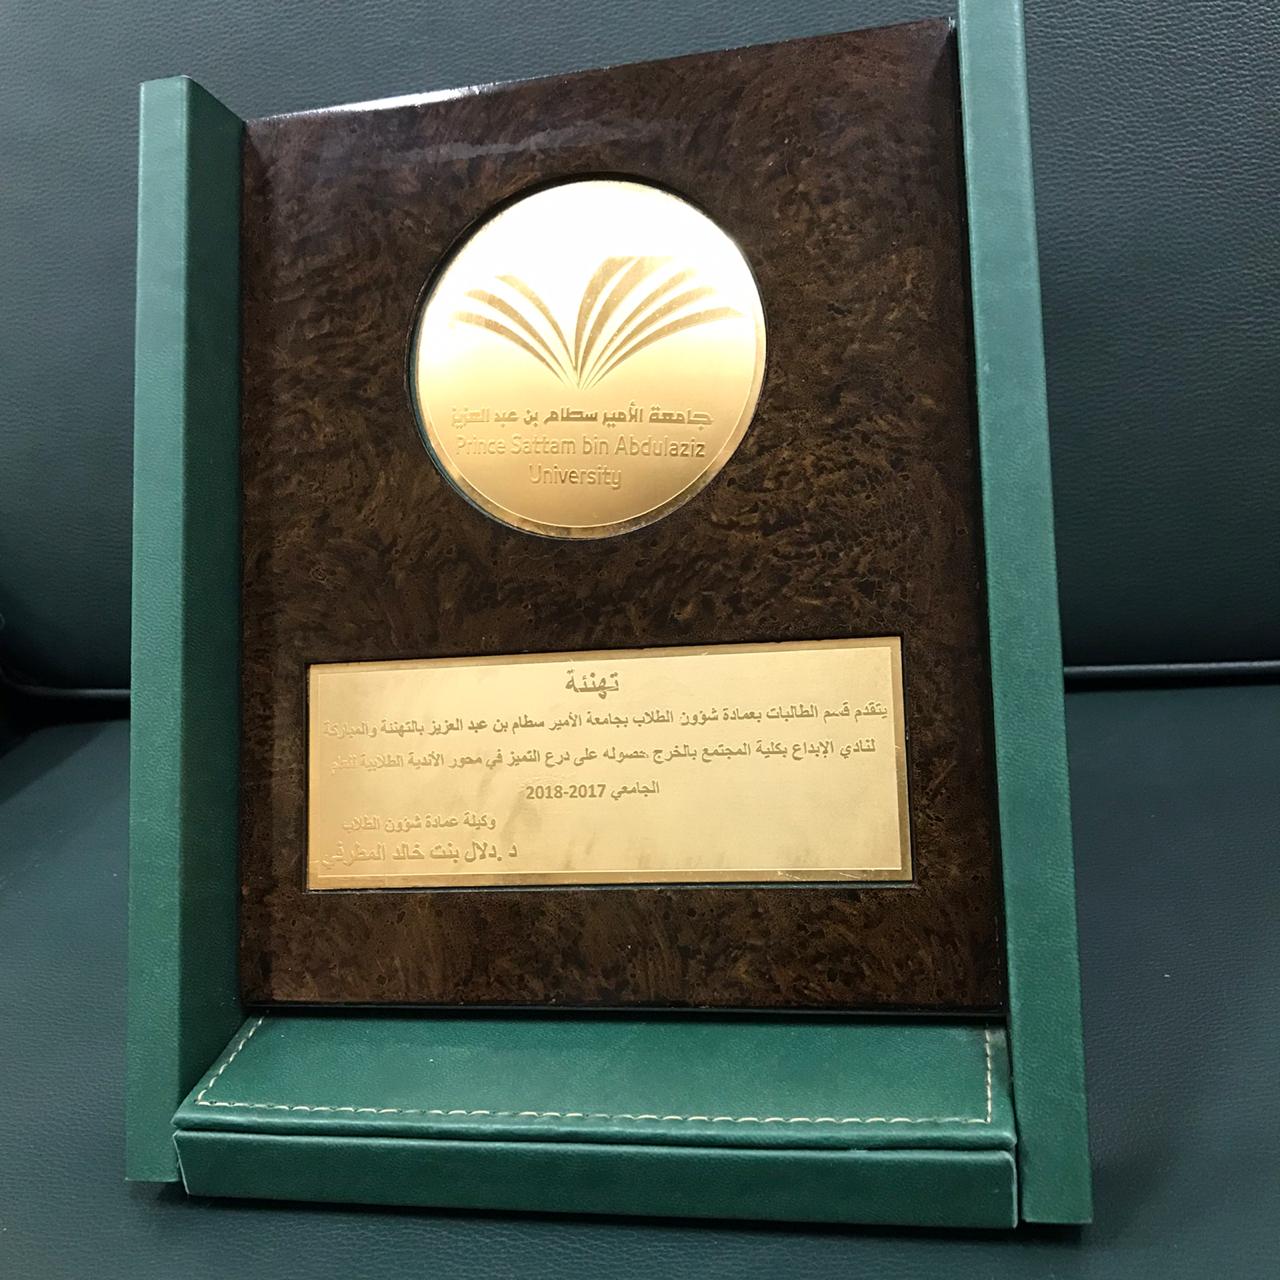 جامعة الأمير سطام بن عبد العزيز
Prince Sattam bin Abdulaziz
University
تهنئة
يتقدم قسم الطالبات بعمادة شؤون الطلاب بجامعة الأمير سطام بن عبد العزيز بالتهنئة والمباركة
لنادي الإبداع بكلية المجتمع بالخرج حصوله على درع التميز في محور الأندية الطلابية للعام
الجامعي 2017-2018
وكيلة عمادة شؤون الطلاب
د. دلال بنت خالد المطرفي